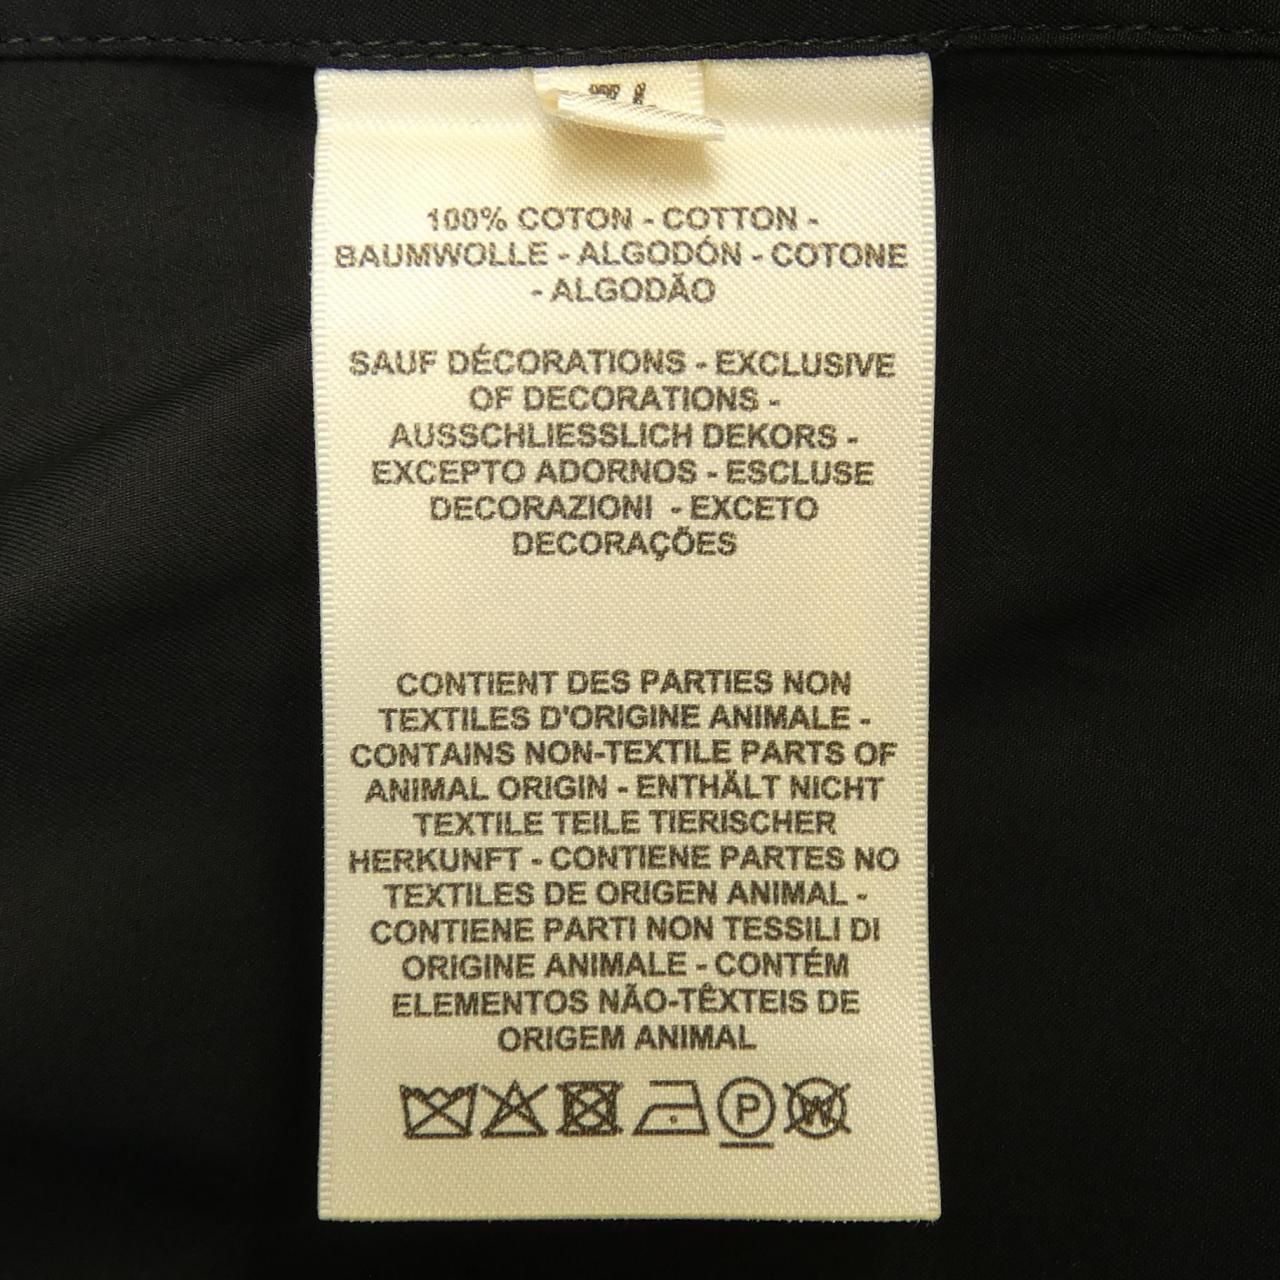 100% COTON - COTTON -
BAUMWOLLE - ALGODÓN - COTONE
- ALGODÃO
SAUF DÉCORATIONS - EXCLUSIVE
OF DECORATIONS -
AUSSCHLIESSLICH DEKORS -
EXCEPTO ADORNOS - ESCLUSE
DECORAZIONI - EXCETO
DECORAÇÕES
CONTIENT DES PARTIES NON
TEXTILES D'ORIGINE ANIMALE -
CONTAINS NON-TEXTILE PARTS OF
ANIMAL ORIGIN - ENTHÄLT NICHT
TEXTILE TEILE TIERISCHER
HERKUNFT - CONTIENE PARTES NO
TEXTILES DE ORIGEN ANIMAL -
CONTIENE PARTI NON TESSILI DI
ORIGINE ANIMALE - CONTÉM
ELEMENTOS NÃO-TÊXTEIS DE
ORIGEM ANIMAL
P W